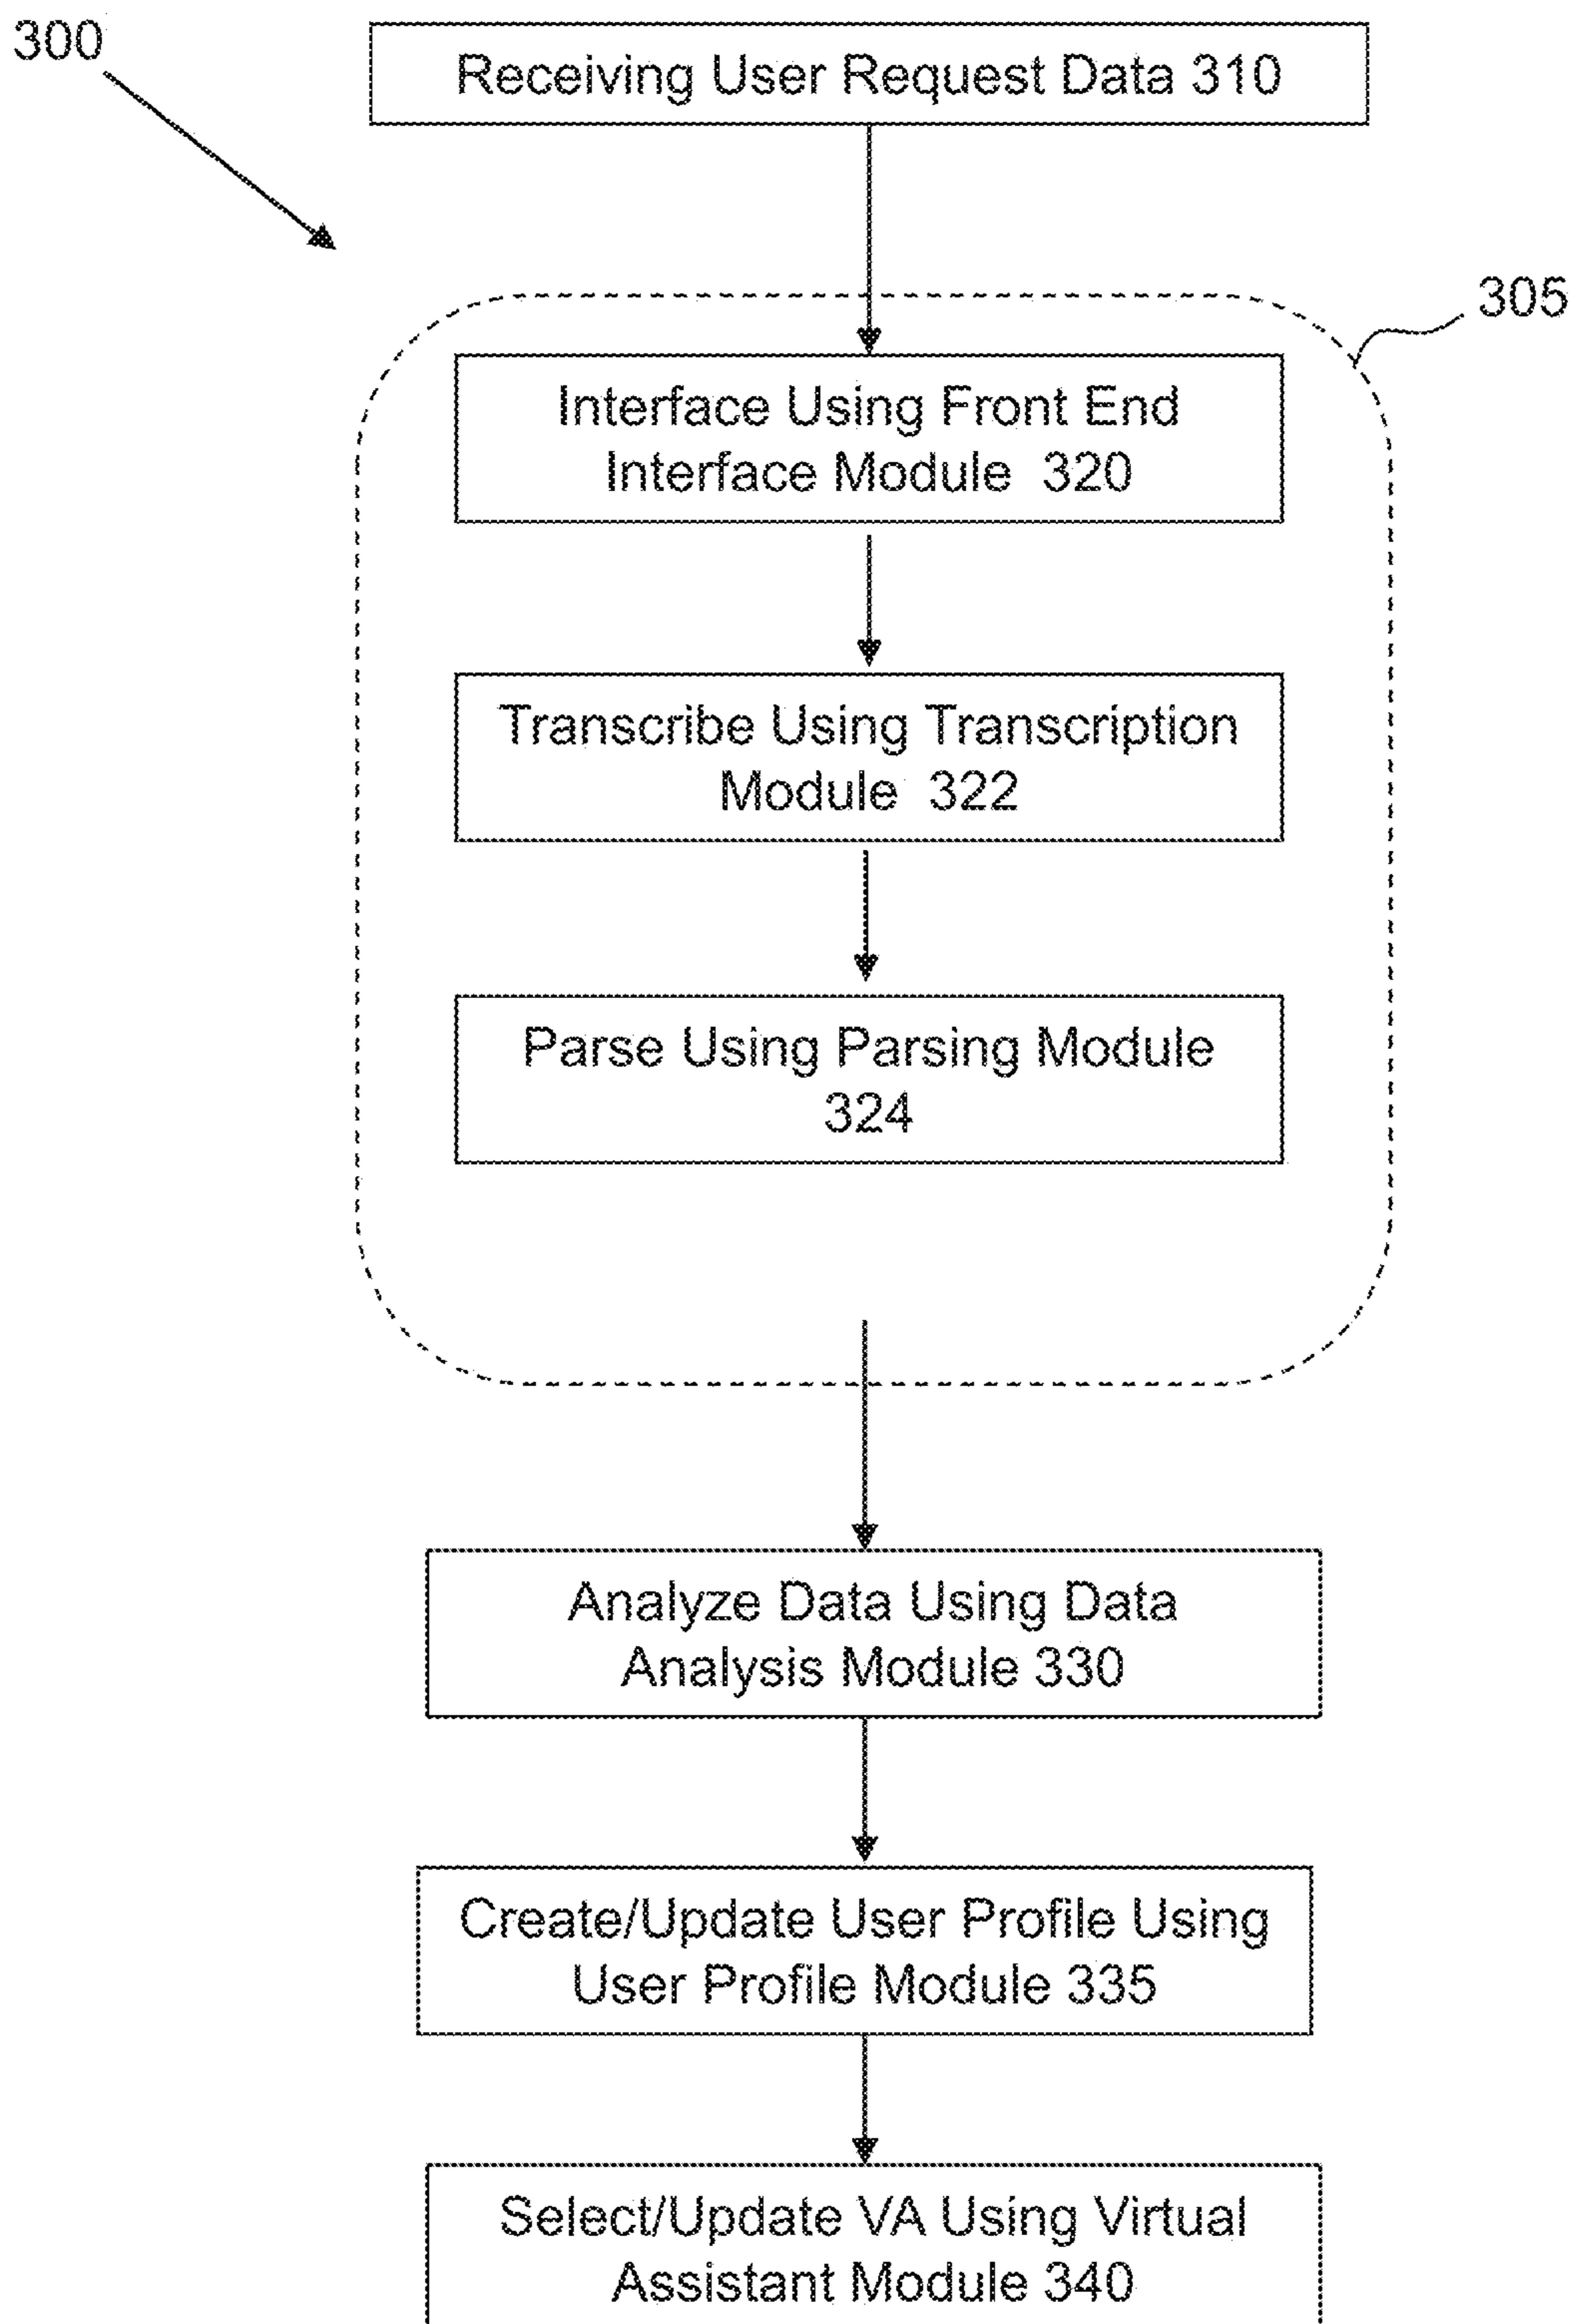 300
Receiving User Request Data 310
305
Interface Using Front End
Interface Module 320
Transcribe Using Transcription
Module 322
Parse Using Parsing Module
324
Analyze Data Using Data
Analysis Module 330
Create/Update User Profile Using
User Profile Module 335
Select/Update VA Using Virtual
Assistant Module 340